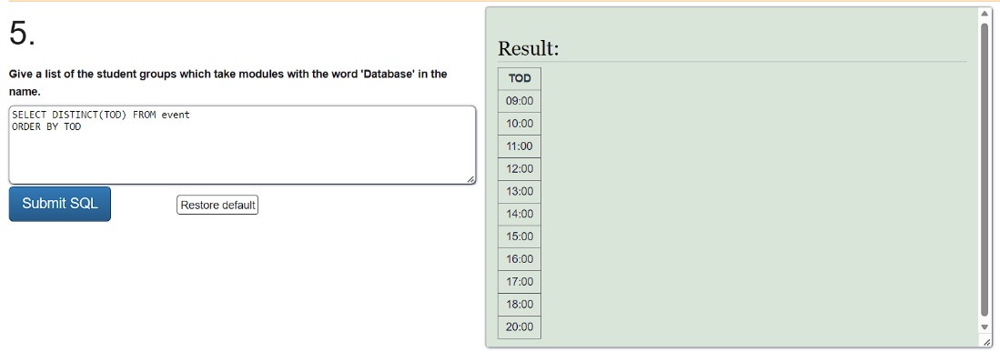 5.
Give a list of the student groups which take modules with the word 'Database' in the
name.
SELECT DISTINCT(TOD) FROM event
ORDER BY TOD
Submit SQL
Restore default
Result:
TOD
09:00
10:00
11:00
12:00
13:00
14:00
15:00
16:00
17:00
18:00
20:00